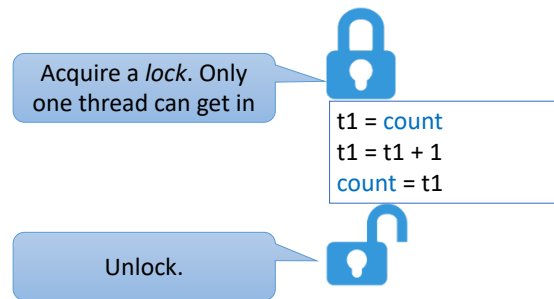 Acquire a lock. Only
one thread can get in
t1 = count
t1 = t1 + 1
count = t1
Unlock.